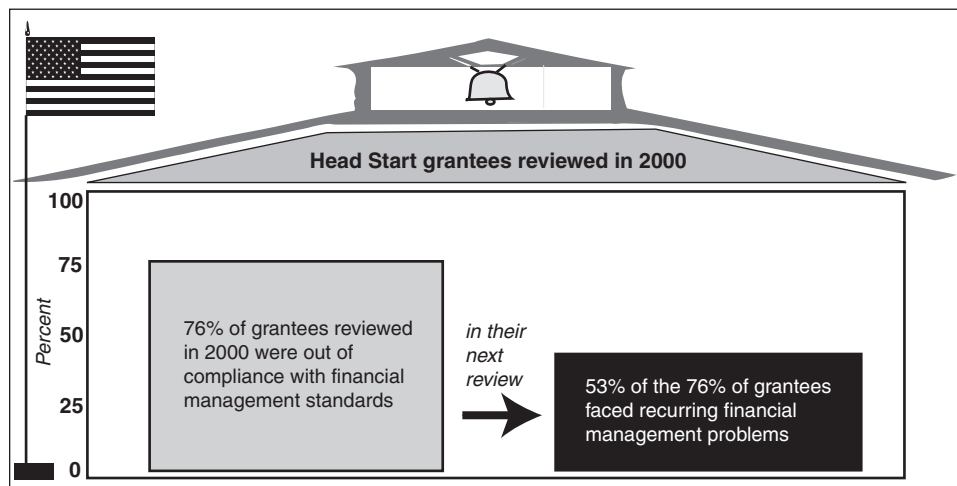 Head Start grantees reviewed in 2000
100
75
50
25
0
Percent
76% of grantees reviewed
in 2000 were out of
compliance with financial
management standards
in their
next
review
53% of the 76% of grantees
faced recurring financial
management problems